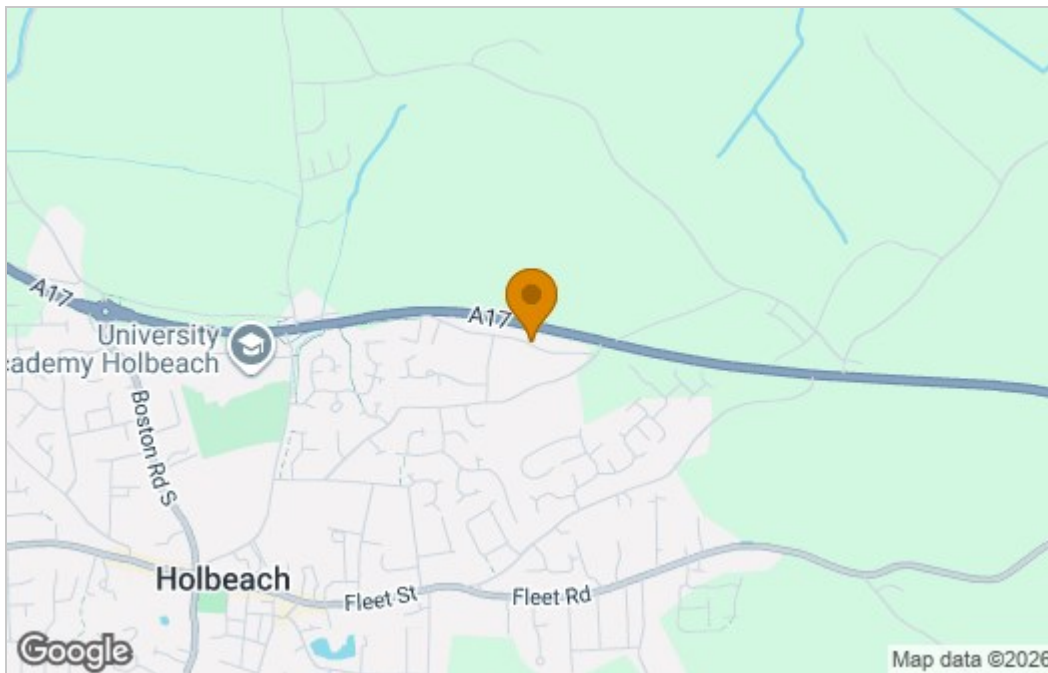 A17
A17
University
cademy Holbeach
Boston Rd S
Holbeach
Fleet St
Fleet Rd
Google
Map data ©2026